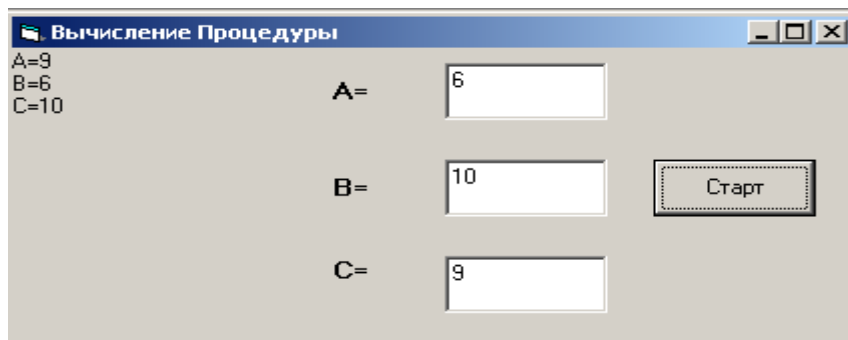 Вычисление Процедуры
A=9
B=6
C=10
A= 6
B= 10 Старт
C= 9